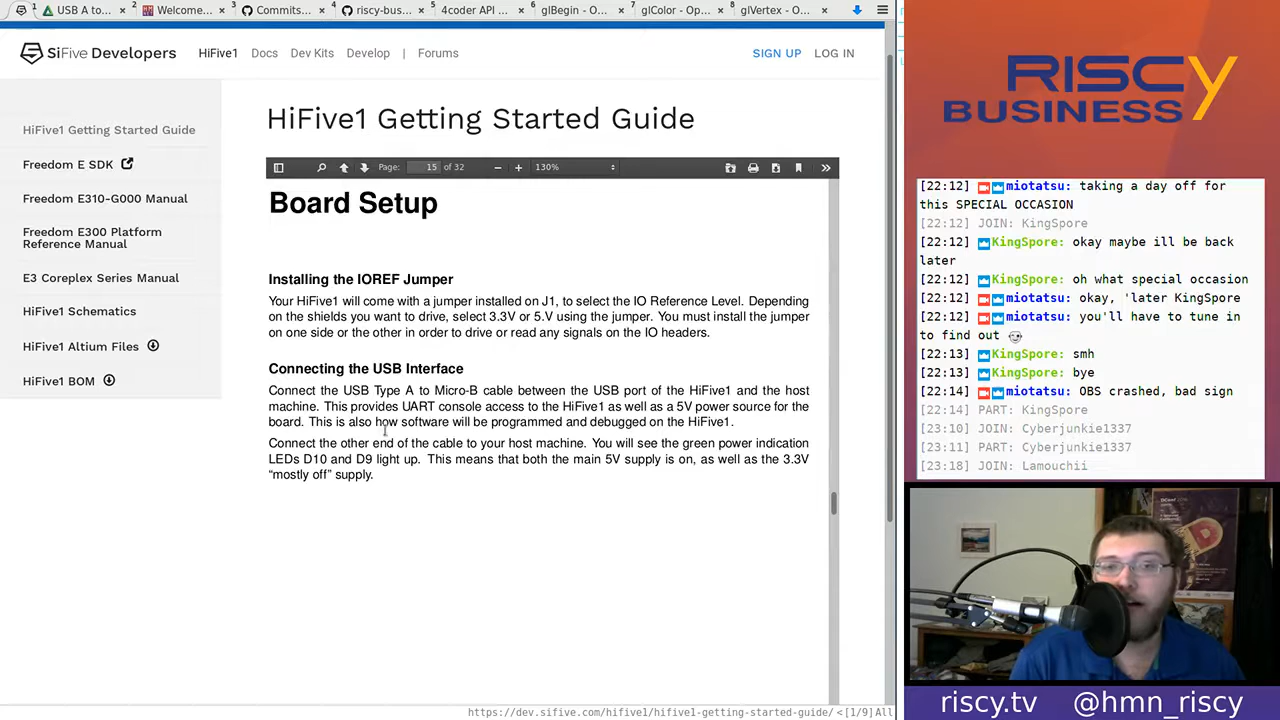 1 USB A to... × 2 Welcome... × 3 Commits... × 4 riscy-bus... × 5 4coder API ... × 6 glBegin - O... × 7 glColor - Op... × 8 glVertex - O... ×
SiFive Developers HiFive1 Docs Dev Kits Develop | Forums SIGN UP LOG IN
HiFive1 Getting Started Guide
Freedom E SDK
Freedom E310-G000 Manual
Freedom E300 Platform
Reference Manual
E3 Coreplex Series Manual
HiFive1 Schematics
HiFive1 Altium Files
HiFive1 BOM
HiFive1 Getting Started Guide
Page: 15 of 32 130%
Board Setup
Installing the IOREF Jumper
Your HiFive1 will come with a jumper installed on J1, to select the IO Reference Level. Depending
on the shields you want to drive, select 3.3V or 5.V using the jumper. You must install the jumper
on one side or the other in order to drive or read any signals on the IO headers.
Connecting the USB Interface
Connect the USB Type A to Micro-B cable between the USB port of the HiFive1 and the host
machine. This provides UART console access to the HiFive1 as well as a 5V power source for the
board. This is also how software will be programmed and debugged on the HiFive1.
Connect the other end of the cable to your host machine. You will see the green power indication
LEDs D10 and D9 light up. This means that both the main 5V supply is on, as well as the 3.3V
“mostly off” supply.
https://dev.sifive.com/hifive1/hifive1-getting-started-guide/ <[1/9] All
RISCY
BUSINESS
[22:12] miotatsu: taking a day off for
this SPECIAL OCCASION
[22:12] JOIN: KingSpore
[22:12] KingSpore: okay maybe ill be back
later
[22:12] KingSpore: oh what special occasion
[22:12] miotatsu: okay, 'later KingSpore
[22:12] miotatsu: you'll have to tune in
to find out
[22:13] KingSpore: smh
[22:13] KingSpore: bye
[22:14] miotatsu: OBS crashed, bad sign
[22:14] PART: KingSpore
[23:10] JOIN: Cyberjunkie1337
[23:11] PART: Cyberjunkie1337
[23:18] JOIN: Lamouchii
riscy.tv @hmn_riscy